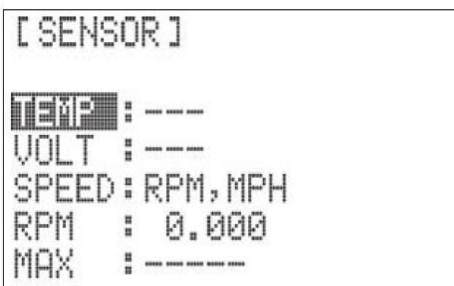 [SENSOR]
TEMP :---
VOLT :---
SPEED:RPM,MPH
RPM  : 0.000
MAX  :-----